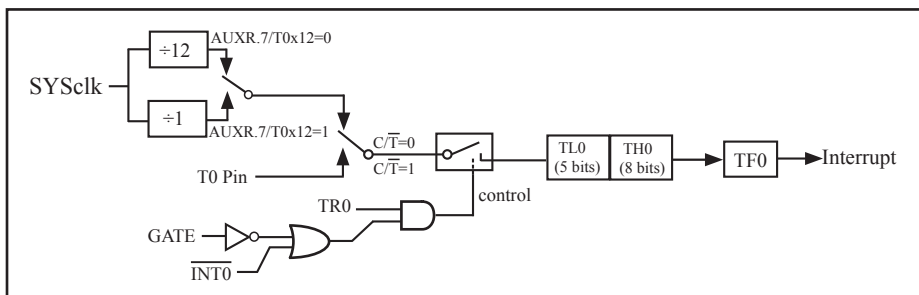 ÷12
AUXR.7/T0x12=0
SYSclk
÷1
AUXR.7/T0x12=1
C/T̅=0
C/T̅=1
T0 Pin
TL0
(5 bits)
TH0
(8 bits)
TF0
Interrupt
control
TR0
GATE
I̅N̅T̅0̅